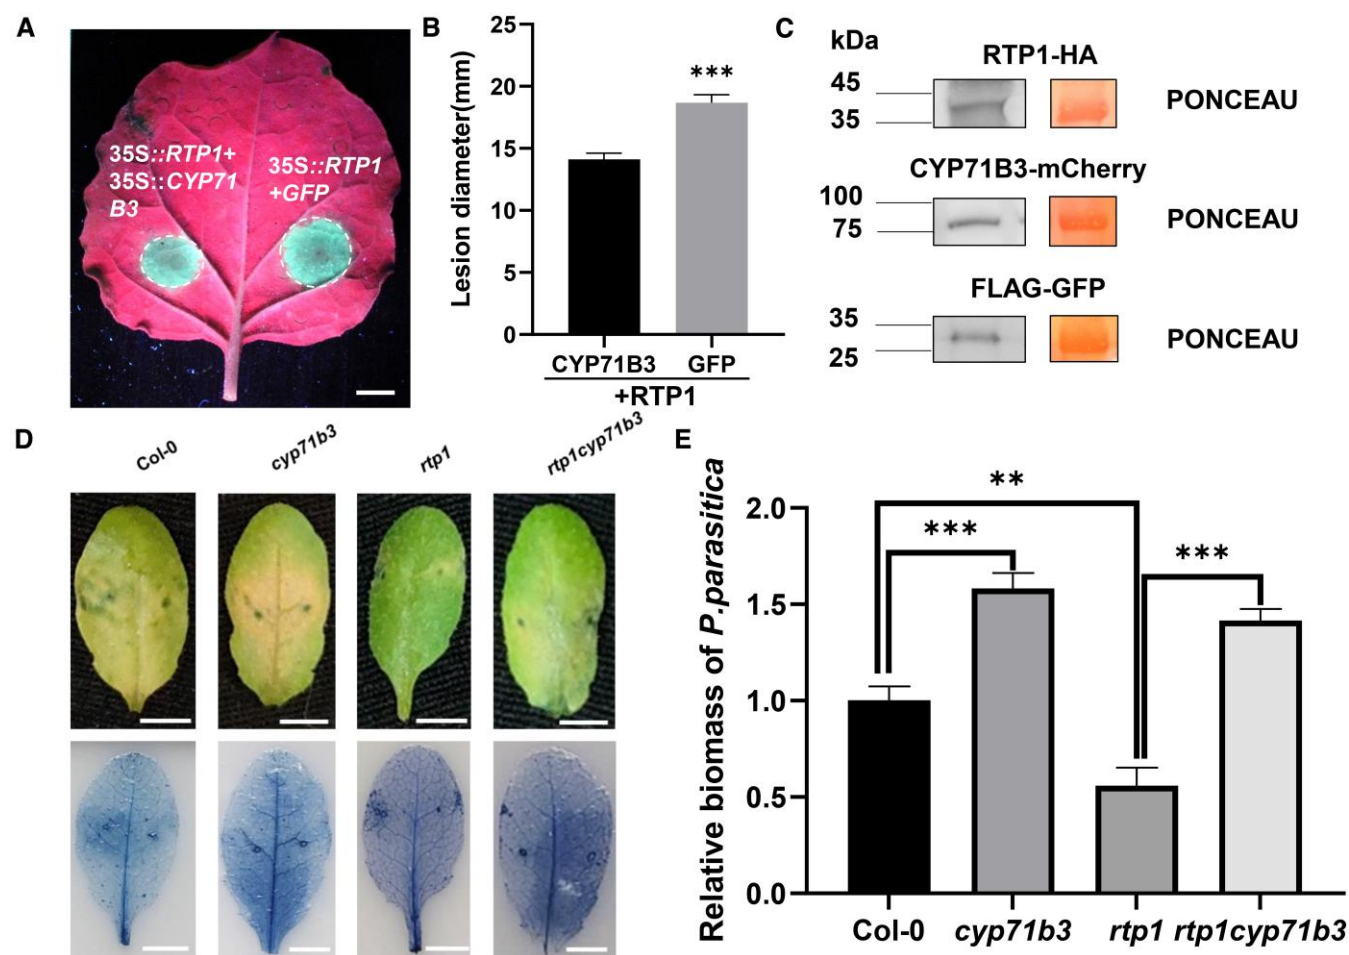 A
35S::RTP1+
35S::CYP71
B3
35S::RTP1
+GFP
B
Lesion diameter(mm)
25
20
15
10
5
0
***
CYP71B3 GFP
+RTP1
C
kDa
RTP1-HA
45
35
PONCEAU
CYP71B3-mCherry
100
75
PONCEAU
FLAG-GFP
35
25
PONCEAU
D
Col-0 cyp71b3 rtp1 rtp1cyp71b3
E
Relative biomass of P.parasitica
2.0
1.5
1.0
0.5
0.0
**
***
***
Col-0 cyp71b3 rtp1 rtp1cyp71b3